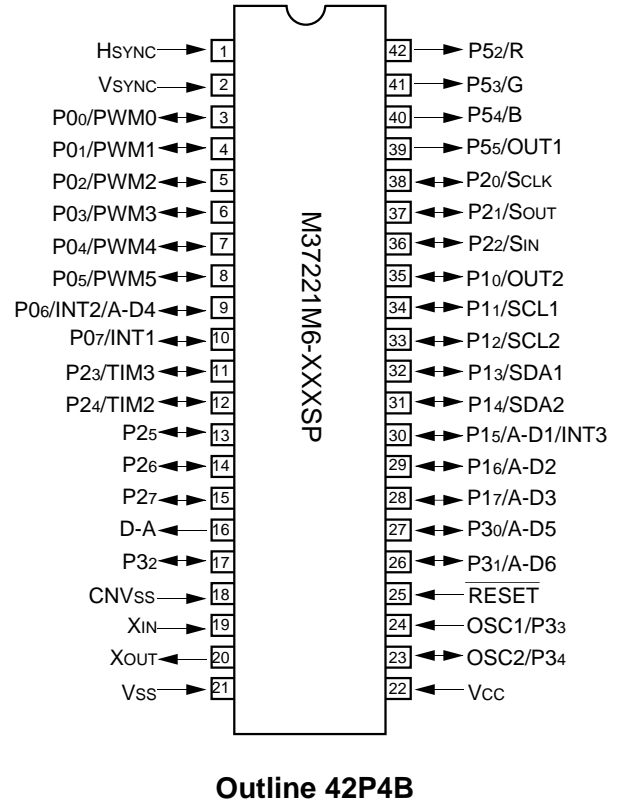 HSYNC 1 42 P52/R
VSYNC 2 41 P53/G
P00/PWM0 3 40 P54/B
P01/PWM1 4 39 P55/OUT1
P02/PWM2 5 38 P20/SCLK
P03/PWM3 6 37 P21/SOUT
P04/PWM4 7 36 P22/SIN
P05/PWM5 8 35 P10/OUT2
P06/INT2/A-D4 9 34 P11/SCL1
P07/INT1 10 33 P12/SCL2
P23/TIM3 11 32 P13/SDA1
P24/TIM2 12 31 P14/SDA2
P25 13 30 P15/A-D1/INT3
P26 14 29 P16/A-D2
P27 15 28 P17/A-D3
D-A 16 27 P30/A-D5
P32 17 26 P31/A-D6
CNVSS 18 25 RESET
XIN 19 24 OSC1/P33
XOUT 20 23 OSC2/P34
VSS 21 22 VCC
M37221M6-XXXSP
Outline 42P4B